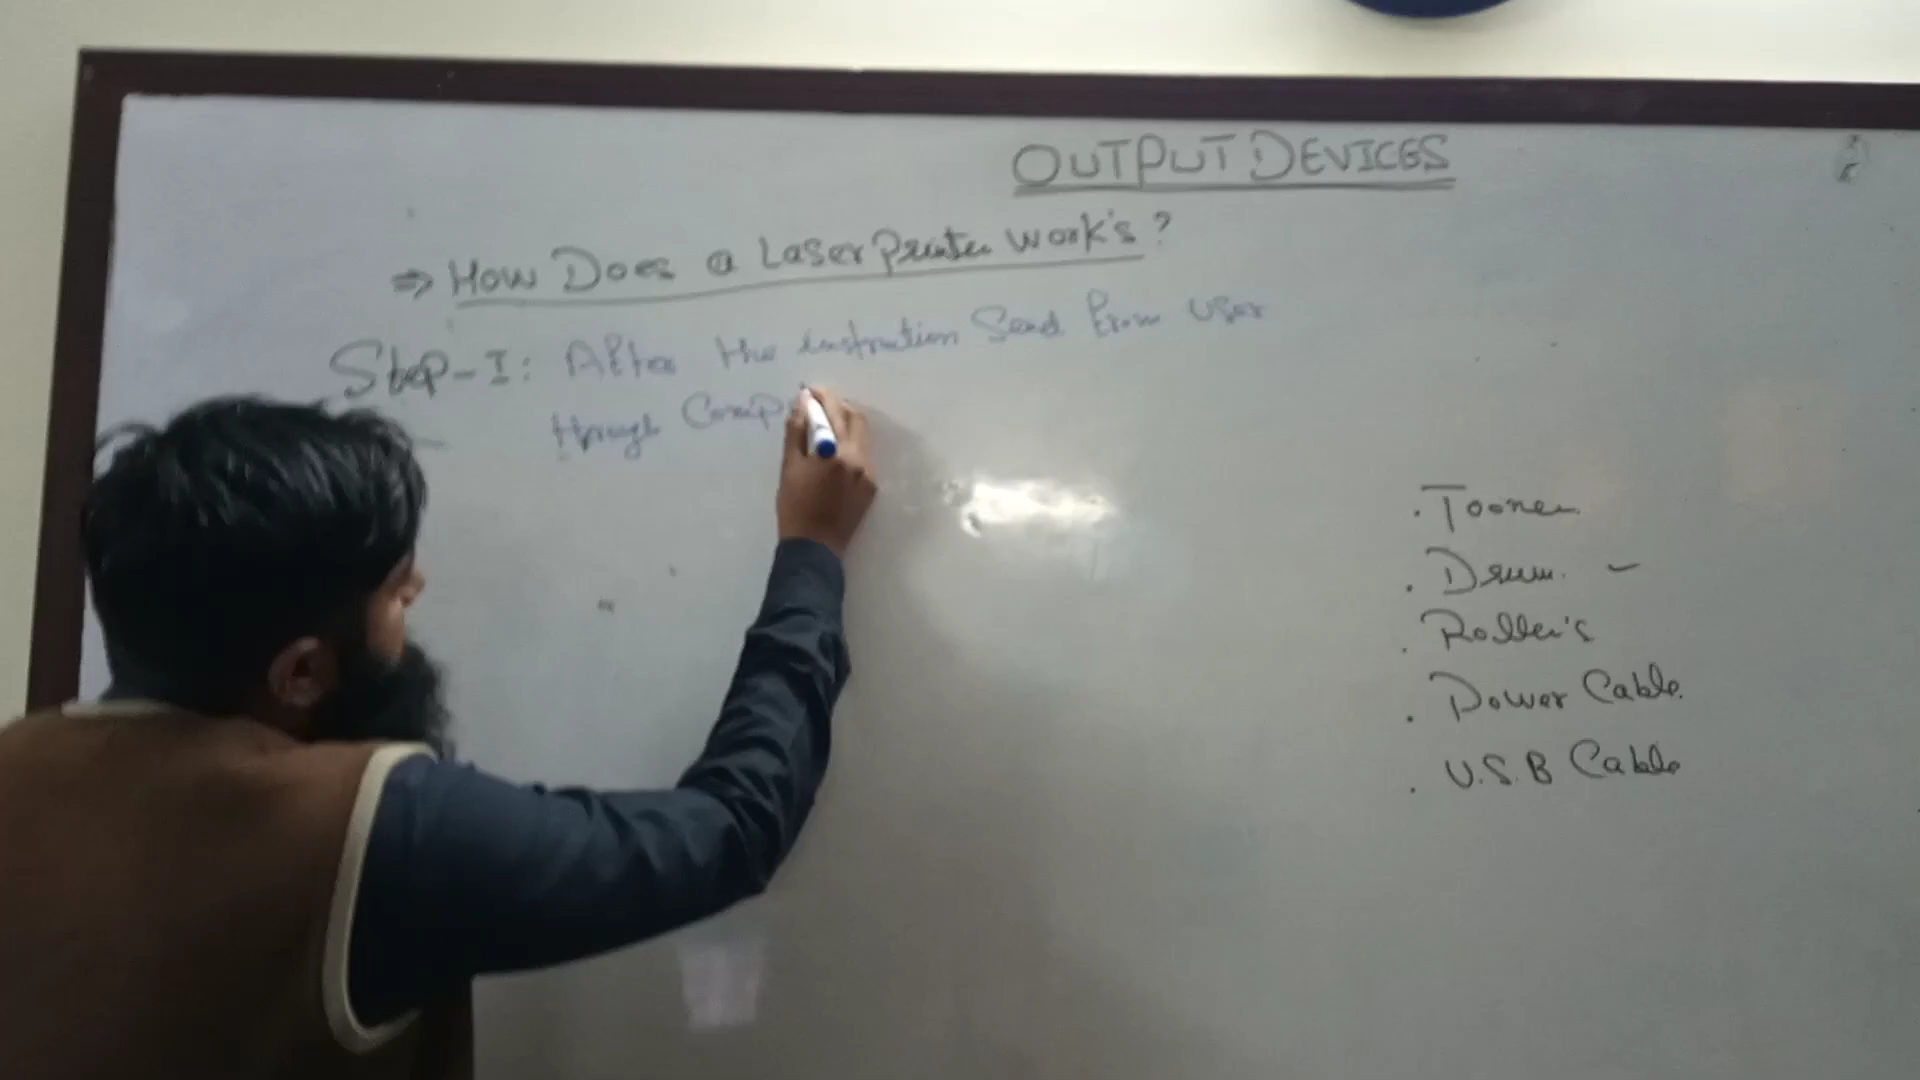 OUTPUT DEVICES
⇒ How Does a Laser Printer work's?
Step-I: After the instruction Send from user
through Comp
. Tooner
. Drum. -
. Roller's
. Power Cable.
. U.S.B Cable